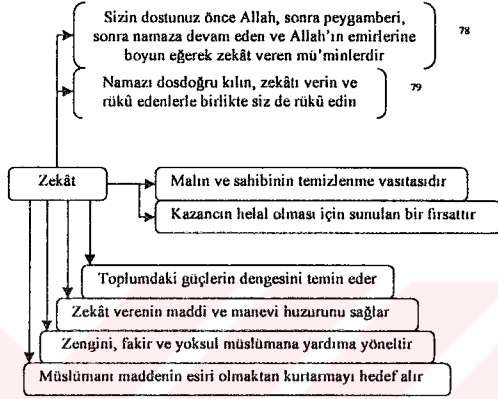 Sizin dostunuz önce Allah, sonra peygamberi,
sonra namaza devam eden ve Allah'ın emirlerine
boyun eğerek zekât veren mü'minlerdir
78
Namazı dosdoğru kılın, zekâtı verin ve
rükû edenlerle birlikte siz de rükû edin
79
Zekât
Malın ve sahibinin temizlenme vasıtasıdır
Kazancın helal olması için sunulan bir fırsattır
Toplumdaki güçlerin dengesini temin eder
Zekât verenin maddi ve manevi huzurunu sağlar
Zengini, fakir ve yoksul müslümana yardıma yöneltir
Müslümanı maddenin esiri olmaktan kurtarmayı hedef alır